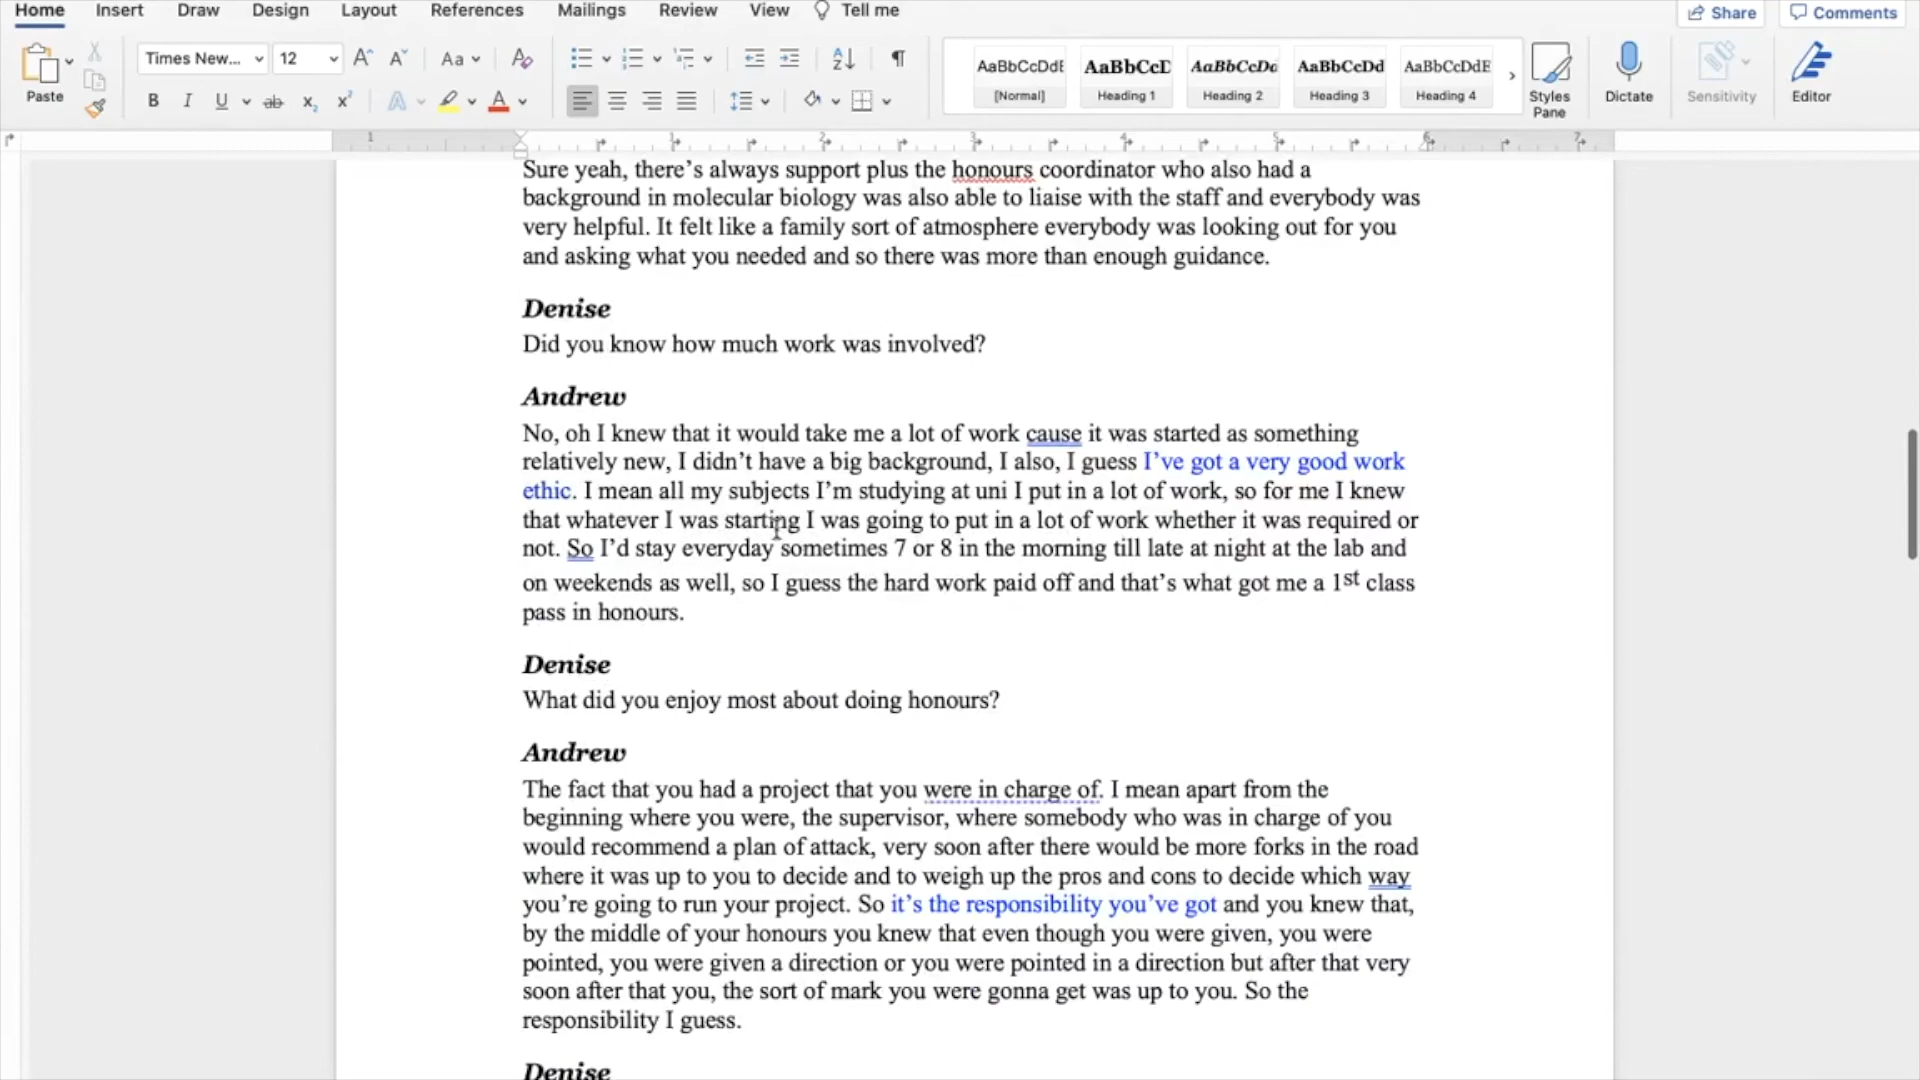 Home Insert Draw Design Layout References Mailings Review View Tell me Share Comments
Times New... 12 Aa
Paste
B I U ab x₂ x² A A
AaBbCcDdE AaBbCcD AaBbCcDc AaBbCcDd AaBbCcDdE
[Normal] Heading 1 Heading 2 Heading 3 Heading 4
Styles Pane Dictate Sensitivity Editor
1 1 2 3 4 5 6 7
Sure yeah, there’s always support plus the honours coordinator who also had a
background in molecular biology was also able to liaise with the staff and everybody was
very helpful. It felt like a family sort of atmosphere everybody was looking out for you
and asking what you needed and so there was more than enough guidance.
Denise
Did you know how much work was involved?
Andrew
No, oh I knew that it would take me a lot of work cause it was started as something
relatively new, I didn’t have a big background, I also, I guess I’ve got a very good work
ethic. I mean all my subjects I’m studying at uni I put in a lot of work, so for me I knew
that whatever I was starting I was going to put in a lot of work whether it was required or
not. So I’d stay everyday sometimes 7 or 8 in the morning till late at night at the lab and
on weekends as well, so I guess the hard work paid off and that’s what got me a 1st class
pass in honours.
Denise
What did you enjoy most about doing honours?
Andrew
The fact that you had a project that you were in charge of. I mean apart from the
beginning where you were, the supervisor, where somebody who was in charge of you
would recommend a plan of attack, very soon after there would be more forks in the road
where it was up to you to decide and to weigh up the pros and cons to decide which way
you’re going to run your project. So it’s the responsibility you’ve got and you knew that,
by the middle of your honours you knew that even though you were given, you were
pointed, you were given a direction or you were pointed in a direction but after that very
soon after that you, the sort of mark you were gonna get was up to you. So the
responsibility I guess.
Denise